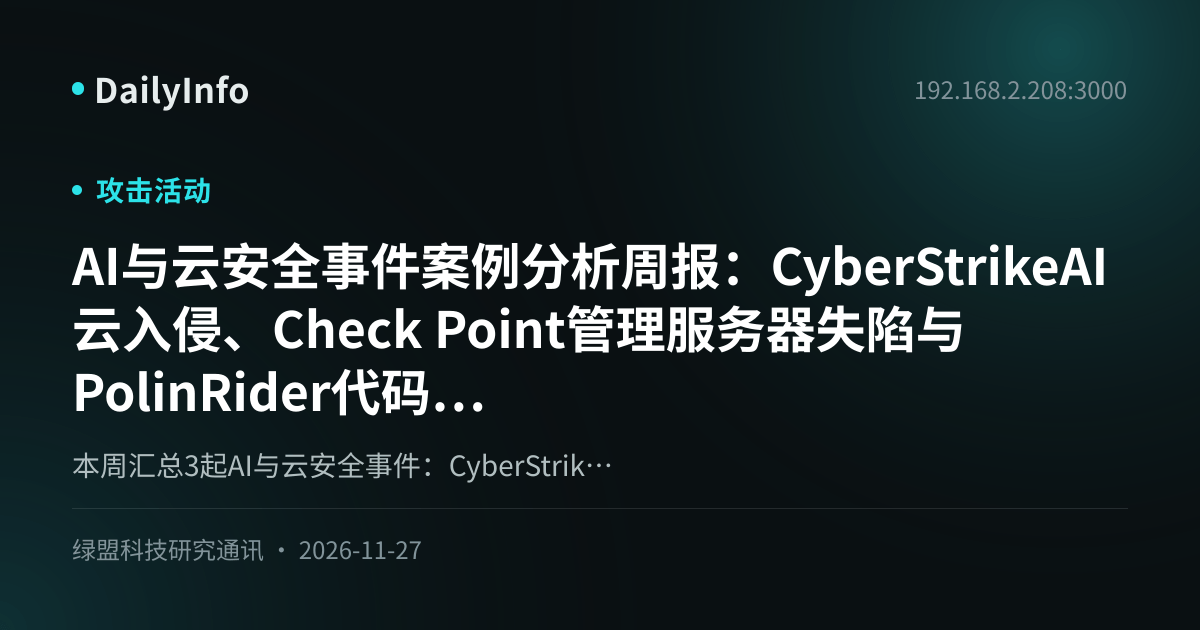 DailyInfo
192.168.2.208:3000
攻击活动
AI与云安全事件案例分析周报：CyberStrikeAI
云入侵、Check Point管理服务器失陷与
PolinRider代码…
本周汇总3起AI与云安全事件：CyberStrik…
绿盟科技研究通讯 · 2026-11-27